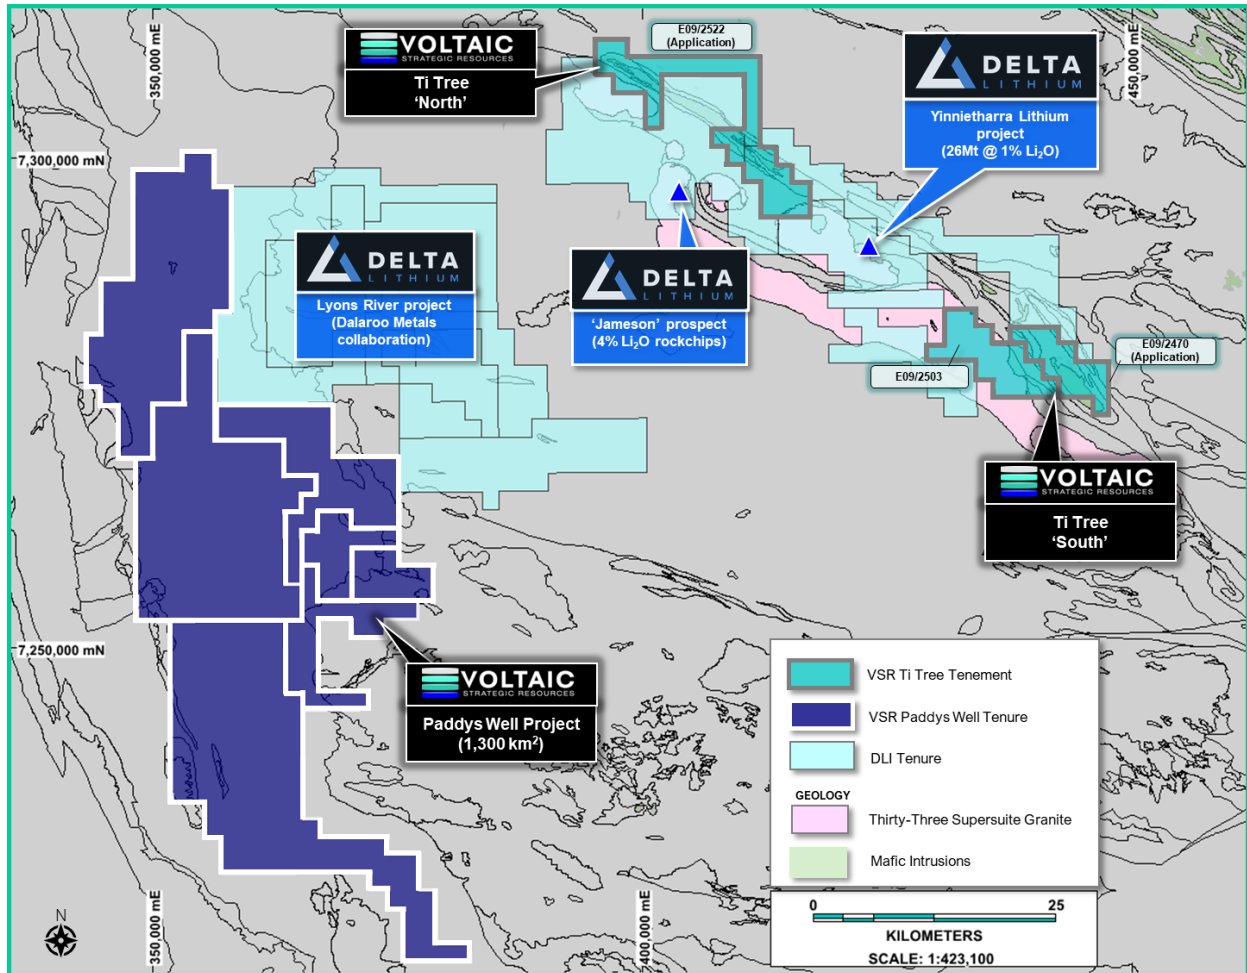 350,000 mE
VOLTAIC
STRATEGIC RESOURCES
Ti Tree
‘North’
E09/2522
(Application)
DELTA
LITHIUM
Yinnietharra Lithium
project
(26Mt @ 1% Li₂O)
450,000 mE
7,300,000 mN
DELTA
LITHIUM
Lyons River project
(Dalaroo Metals
collaboration)
DELTA
LITHIUM
‘Jameson’ prospect
(4% Li₂O rockchips)
E09/2503
E09/2470
(Application)
VOLTAIC
STRATEGIC RESOURCES
Ti Tree
‘South’
7,250,000 mN
VOLTAIC
STRATEGIC RESOURCES
Paddys Well Project
(1,300 km²)
VSR Ti Tree Tenement
VSR Paddys Well Tenure
DLI Tenure
GEOLOGY
Thirty-Three Supersuite Granite
Mafic Intrusions
N
350,000 mE
400,000 mE
0 25
KILOMETERS
SCALE: 1:423,100